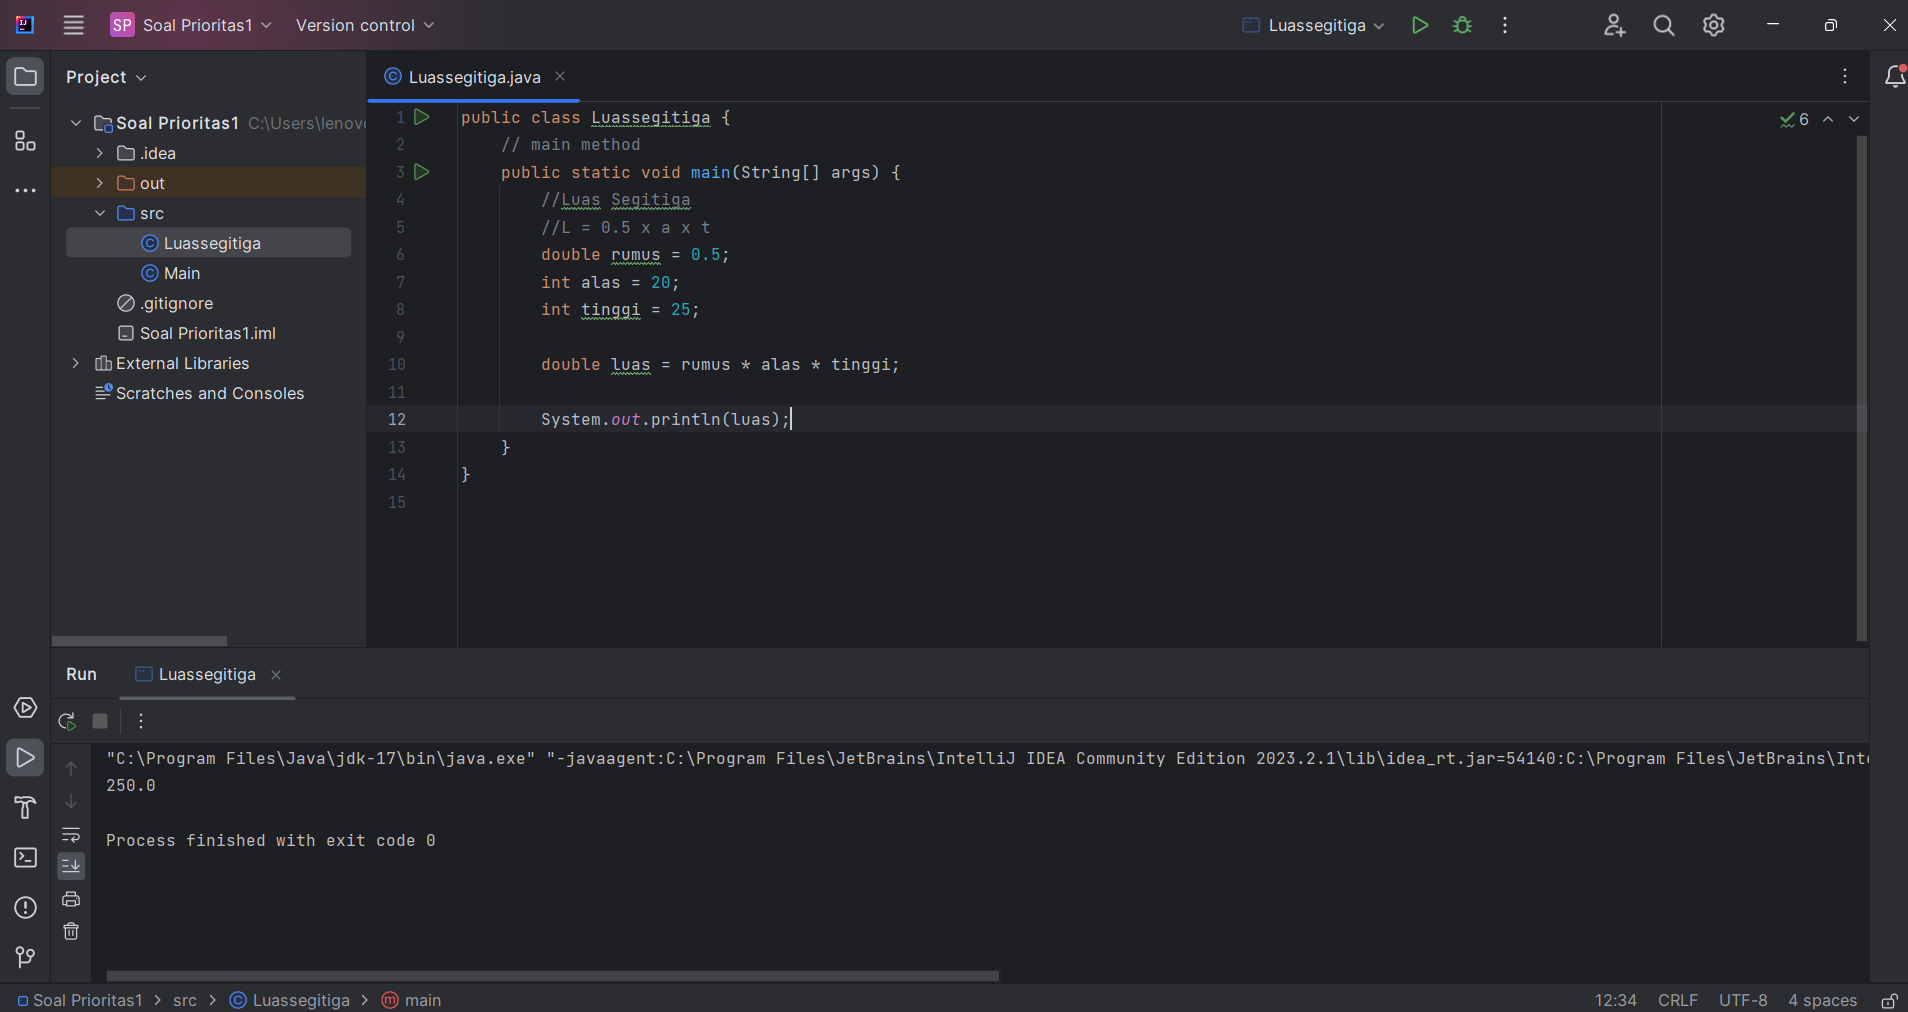 SP Soal Prioritas1 Version control Luassegitiga
Project
Luassegitiga.java
Soal Prioritas1 C:\Users\lenov
.idea
out
src
Luassegitiga
Main
.gitignore
Soal Prioritas1.iml
External Libraries
Scratches and Consoles
6
1 public class Luassegitiga {
2 // main method
3 public static void main(String[] args) {
4 //Luas Segitiga
5 //L = 0.5 x a x t
6 double rumus = 0.5;
7 int alas = 20;
8 int tinggi = 25;
9
10 double luas = rumus * alas * tinggi;
11
12 System.out.println(luas);
13 }
14 }
15
Run Luassegitiga
"C:\Program Files\Java\jdk-17\bin\java.exe" "-javaagent:C:\Program Files\JetBrains\IntelliJ IDEA Community Edition 2023.2.1\lib\idea_rt.jar=54140:C:\Program Files\JetBrains\Int
250.0
Process finished with exit code 0
Soal Prioritas1 > src > Luassegitiga > main 12:34 CRLF UTF-8 4 spaces